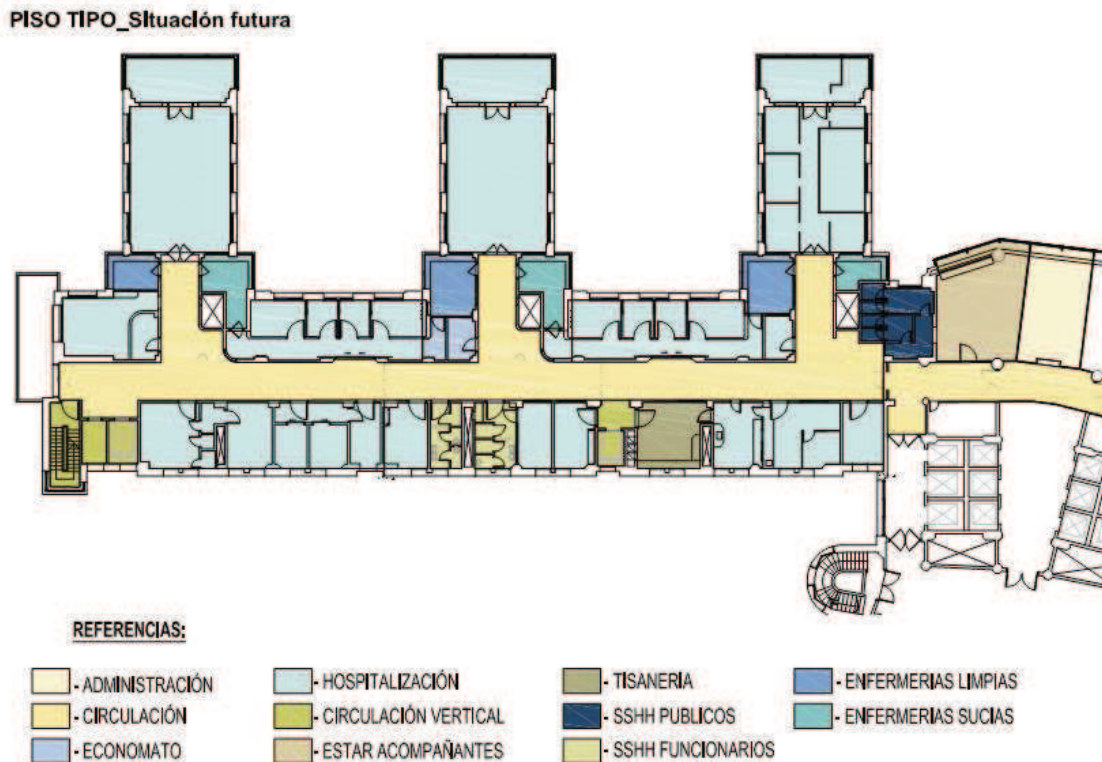 PISO TIPO_Situación futura
REFERENCIAS:
- ADMINISTRACIÓN
- CIRCULACIÓN
- ECONOMATO
- HOSPITALIZACIÓN
- CIRCULACIÓN VERTICAL
- ESTAR ACOMPAÑANTES
- TISANERIA
- SSHH PUBLICOS
- SSHH FUNCIONARIOS
- ENFERMERIAS LIMPIAS
- ENFERMERIAS SUCIAS